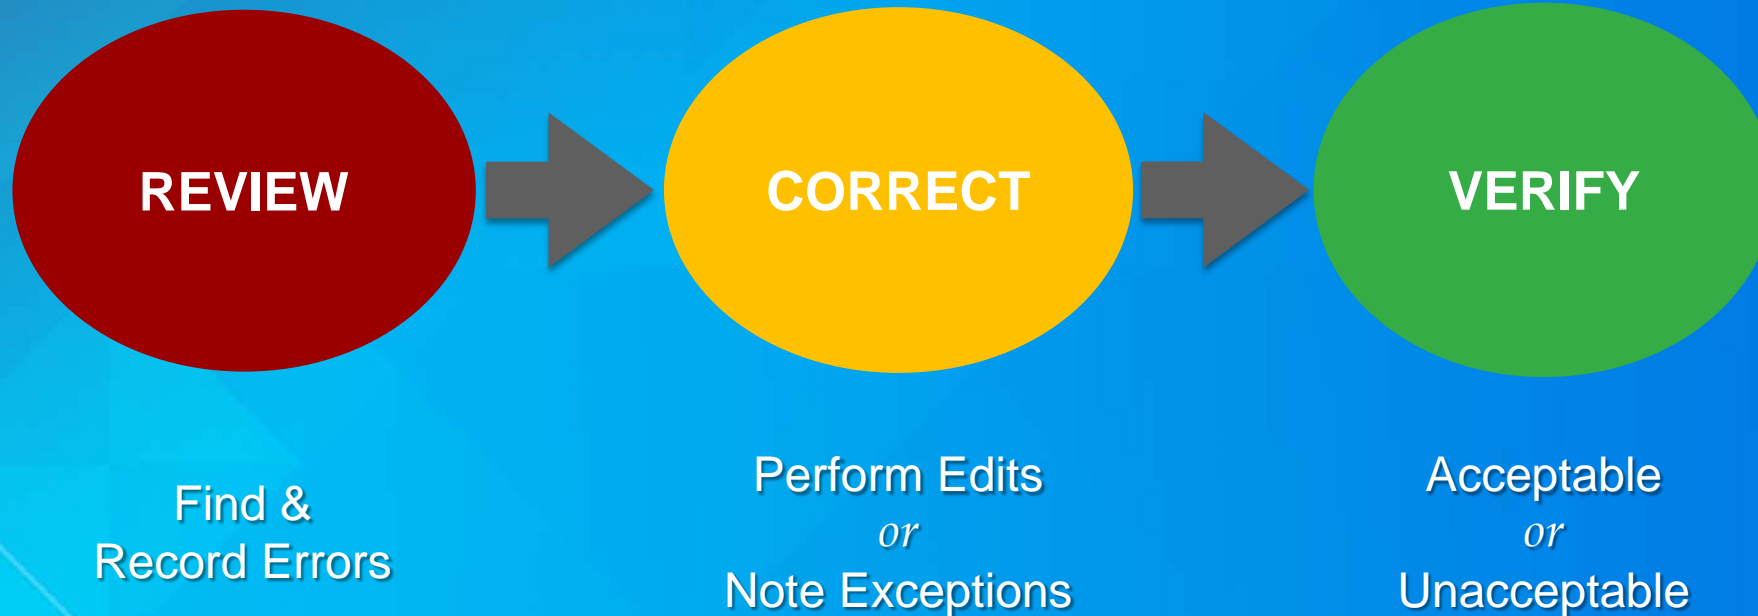 REVIEW
CORRECT
VERIFY
Find &
Record Errors
Perform Edits
or
Note Exceptions
Acceptable
or
Unacceptable